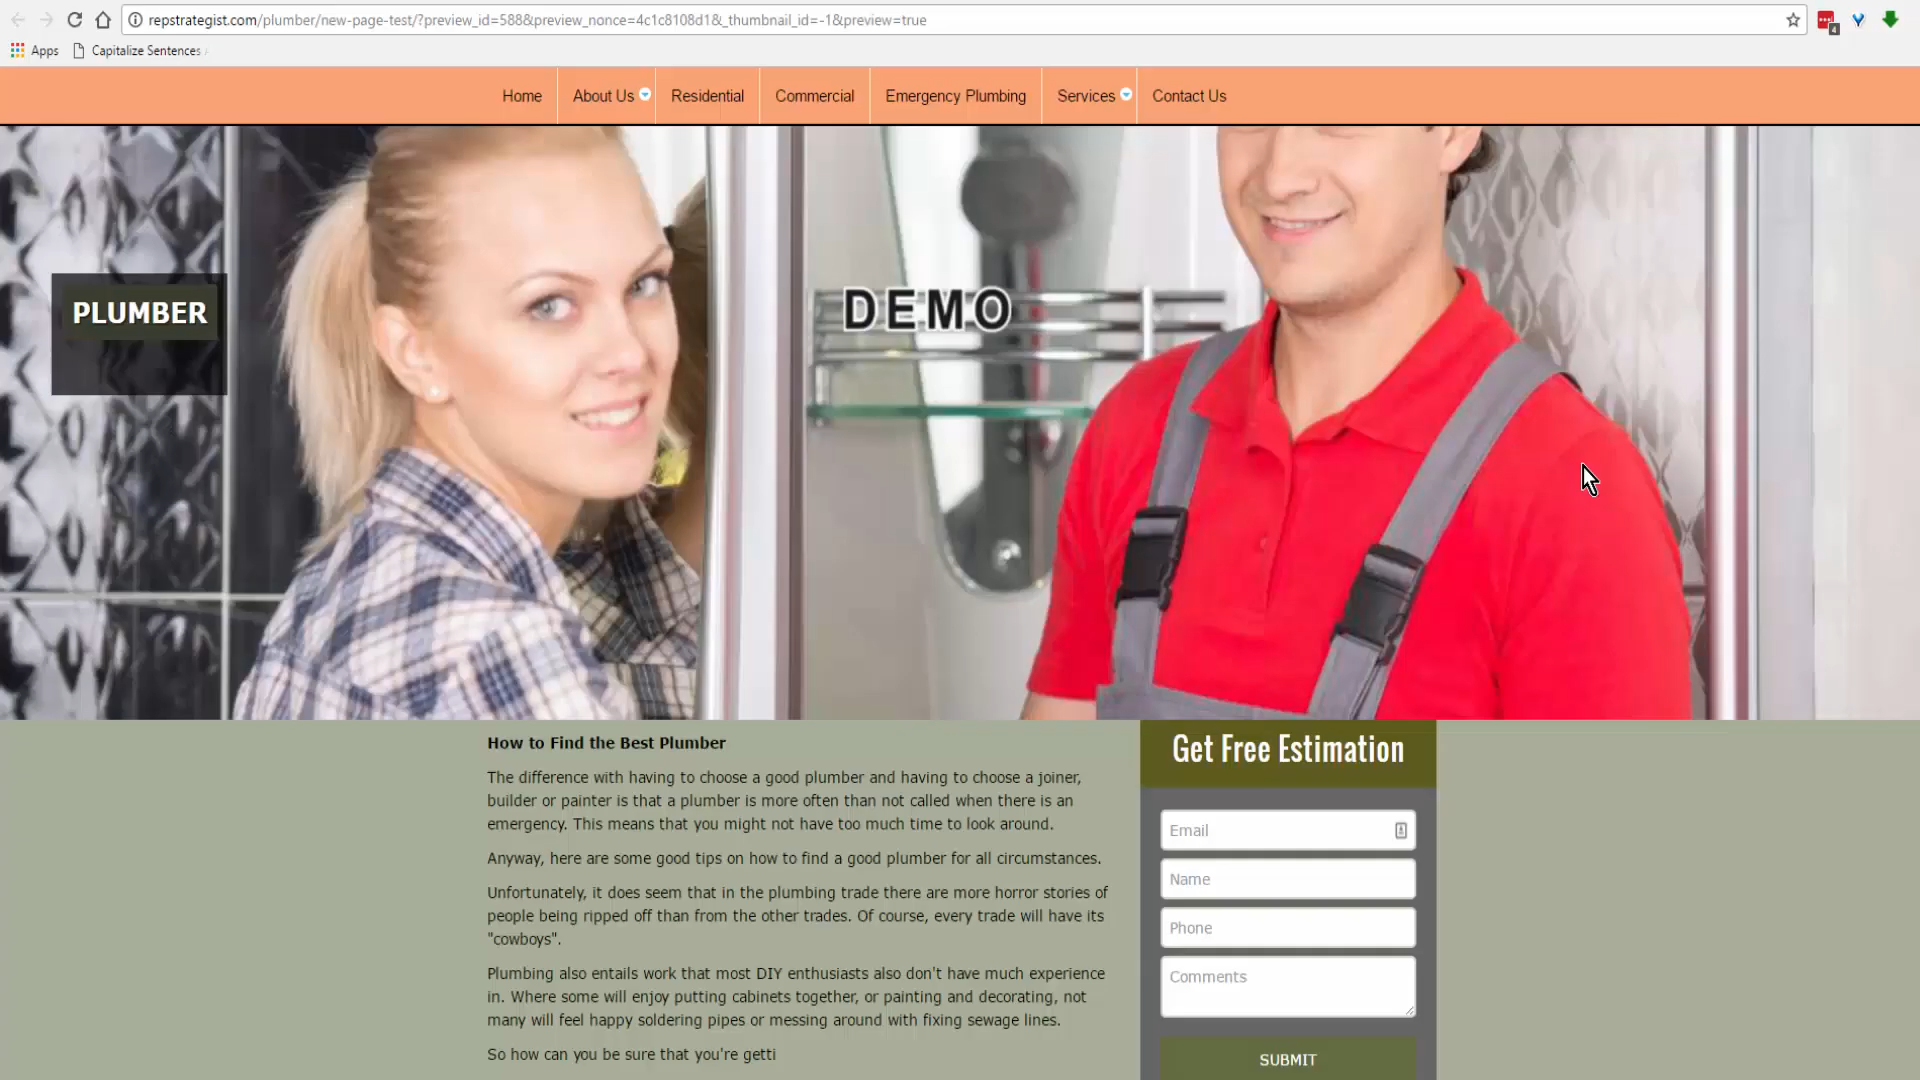 repstrategist.com/plumber/new-page-test/?preview_id=588&preview_nonce=4c1c8108d1&_thumbnail_id=-1&preview=true
4
Apps
Capitalize Sentences
Home
About Us
Residential
Commercial
Emergency Plumbing
Services
Contact Us
PLUMBER
DEMO
How to Find the Best Plumber
The difference with having to choose a good plumber and having to choose a joiner,
builder or painter is that a plumber is more often than not called when there is an
emergency. This means that you might not have too much time to look around.
Anyway, here are some good tips on how to find a good plumber for all circumstances.
Unfortunately, it does seem that in the plumbing trade there are more horror stories of
people being ripped off than from the other trades. Of course, every trade will have its
"cowboys".
Plumbing also entails work that most DIY enthusiasts also don't have much experience
in. Where some will enjoy putting cabinets together, or painting and decorating, not
many will feel happy soldering pipes or messing around with fixing sewage lines.
So how can you be sure that you're getti
Get Free Estimation
Email
Name
Phone
Comments
SUBMIT